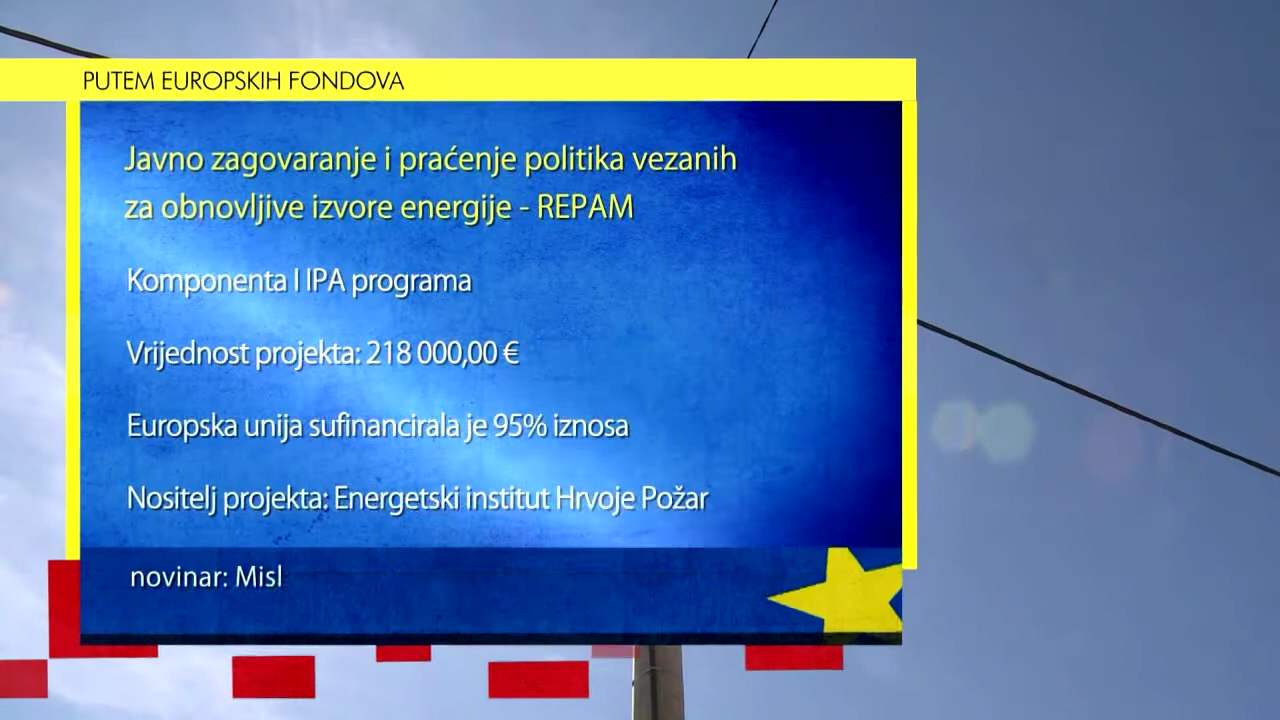 PUTEM EUROPSKIH FONDOVA
Javno zagovaranje i praćenje politika vezanih
za obnovljive izvore energije - REPAM
Komponenta I IPA programa
Vrijednost projekta: 218 000,00 €
Europska unija sufinancirala je 95% iznosa
Nositelj projekta: Energetski institut Hrvoje Požar
novinar: Misl